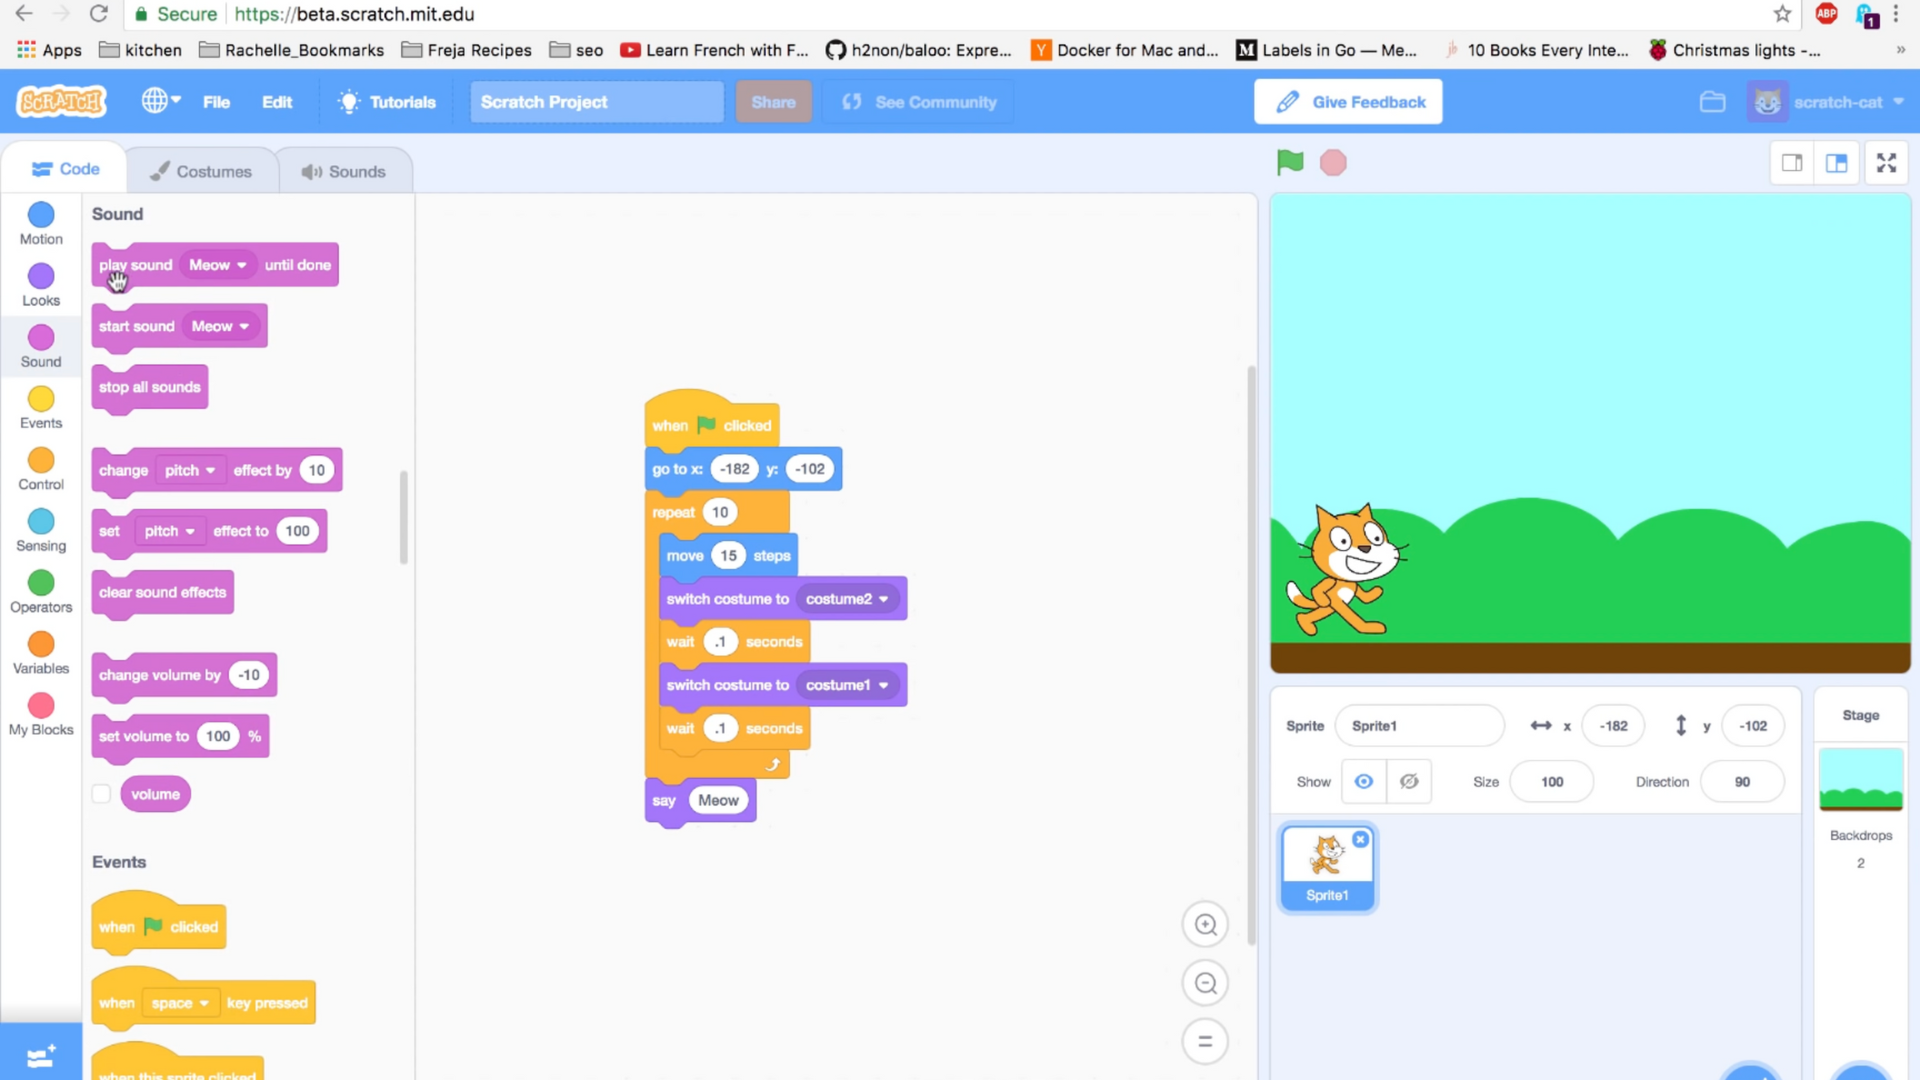 Secure https://beta.scratch.mit.edu ABP 1
Apps kitchen Rachelle_Bookmarks Freja Recipes seo Learn French with F... h2non/baloo: Expre... Y Docker for Mac and... M Labels in Go — Me... jb 10 Books Every Inte... Christmas lights -... »
SCRATCH File Edit Tutorials Scratch Project Share See Community Give Feedback scratch-cat
Code Costumes Sounds
Motion
Looks
Sound
Events
Control
Sensing
Operators
Variables
My Blocks
Sound
play sound Meow until done
start sound Meow
stop all sounds
change pitch effect by 10
set pitch effect to 100
clear sound effects
change volume by -10
set volume to 100 %
volume
Events
when clicked
when space key pressed
when this sprite clicked
when clicked
go to x: -182 y: -102
repeat 10
move 15 steps
switch costume to costume2
wait .1 seconds
switch costume to costume1
wait .1 seconds
say Meow
Sprite Sprite1 x -182 y -102
Show Size 100 Direction 90
Sprite1
Stage
Backdrops
2